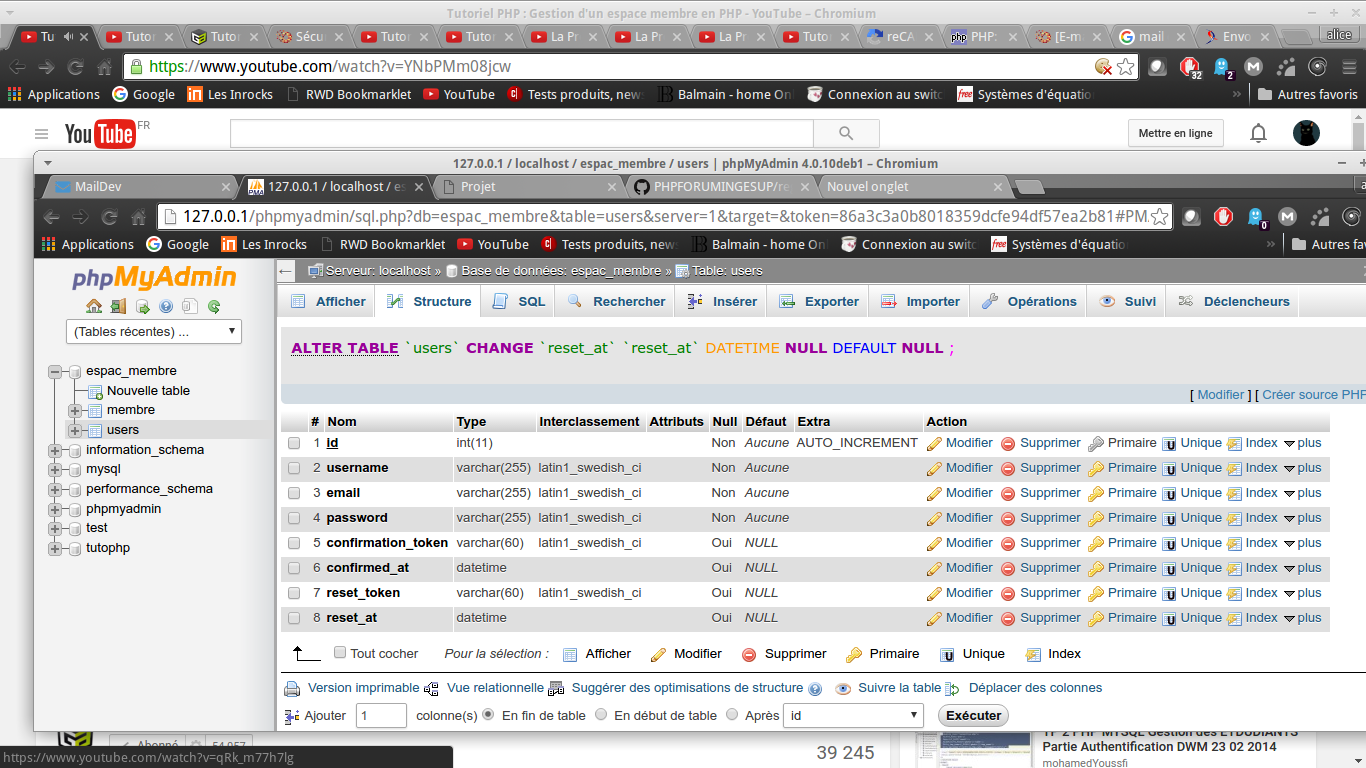 Tutoriel PHP : Gestion d'un espace membre en PHP - YouTube – Chromium
Tu
Tutor
Tutor
Sécu
Tutor
Tutor
La Pr
La Pr
La Pr
Tutor
reCA
PHP:
[E-m
mail
Envo
alice
https://www.youtube.com/watch?v=YNbPMm08jcw
32
2
Applications
Google
Les Inrocks
RWD Bookmarklet
YouTube
Tests produits, new
Balmain - home On
Connexion au switc
Systèmes d'équatio
»
Autres favoris
YouTube FR
Mettre en ligne
127.0.0.1 / localhost / espac_membre / users | phpMyAdmin 4.0.10deb1 – Chromium
MailDev
127.0.0.1 / localhost / es
Projet
PHPFORUMINGESUP/re
Nouvel onglet
127.0.0.1/phpmyadmin/sql.php?db=espac_membre&table=users&server=1&target=&token=86a3c3a0b8018359dcfe94df57ea2b81#PM
0
Applications
Google
Les Inrocks
RWD Bookmarklet
YouTube
Tests produits, new
Balmain - home On
Connexion au switc
Systèmes d'équatio
»
Autres fa
phpMyAdmin
(Tables récentes) ...
espac_membre
Nouvelle table
membre
users
information_schema
mysql
performance_schema
phpmyadmin
test
tutophp
Serveur: localhost » Base de données: espac_membre » Table: users
Afficher Structure SQL Rechercher Insérer Exporter Importer Opérations Suivi Déclencheurs
ALTER TABLE `users` CHANGE `reset_at` `reset_at` DATETIME NULL DEFAULT NULL ;
[ Modifier ] [ Créer source PHP
# Nom Type Interclassement Attributs Null Défaut Extra Action
1 id int(11) Non Aucune AUTO_INCREMENT Modifier Supprimer Primaire Unique Index plus
2 username varchar(255) latin1_swedish_ci Non Aucune Modifier Supprimer Primaire Unique Index plus
3 email varchar(255) latin1_swedish_ci Non Aucune Modifier Supprimer Primaire Unique Index plus
4 password varchar(255) latin1_swedish_ci Non Aucune Modifier Supprimer Primaire Unique Index plus
5 confirmation_token varchar(60) latin1_swedish_ci Oui NULL Modifier Supprimer Primaire Unique Index plus
6 confirmed_at datetime Oui NULL Modifier Supprimer Primaire Unique Index plus
7 reset_token varchar(60) latin1_swedish_ci Oui NULL Modifier Supprimer Primaire Unique Index plus
8 reset_at datetime Oui NULL Modifier Supprimer Primaire Unique Index plus
Tout cocher Pour la sélection : Afficher Modifier Supprimer Primaire Unique Index
Version imprimable Vue relationnelle Suggérer des optimisations de structure Suivre la table Déplacer des colonnes
Ajouter 1 colonne(s) En fin de table En début de table Après id Exécuter
Abonné 54 057
39 245
TP 2 PHP MYSQL Gestion des ETUDIANTS
Partie Authentification DWM 23 02 2014
mohamedYoussfi
https://www.youtube.com/watch?v=qRk_m77h7lg